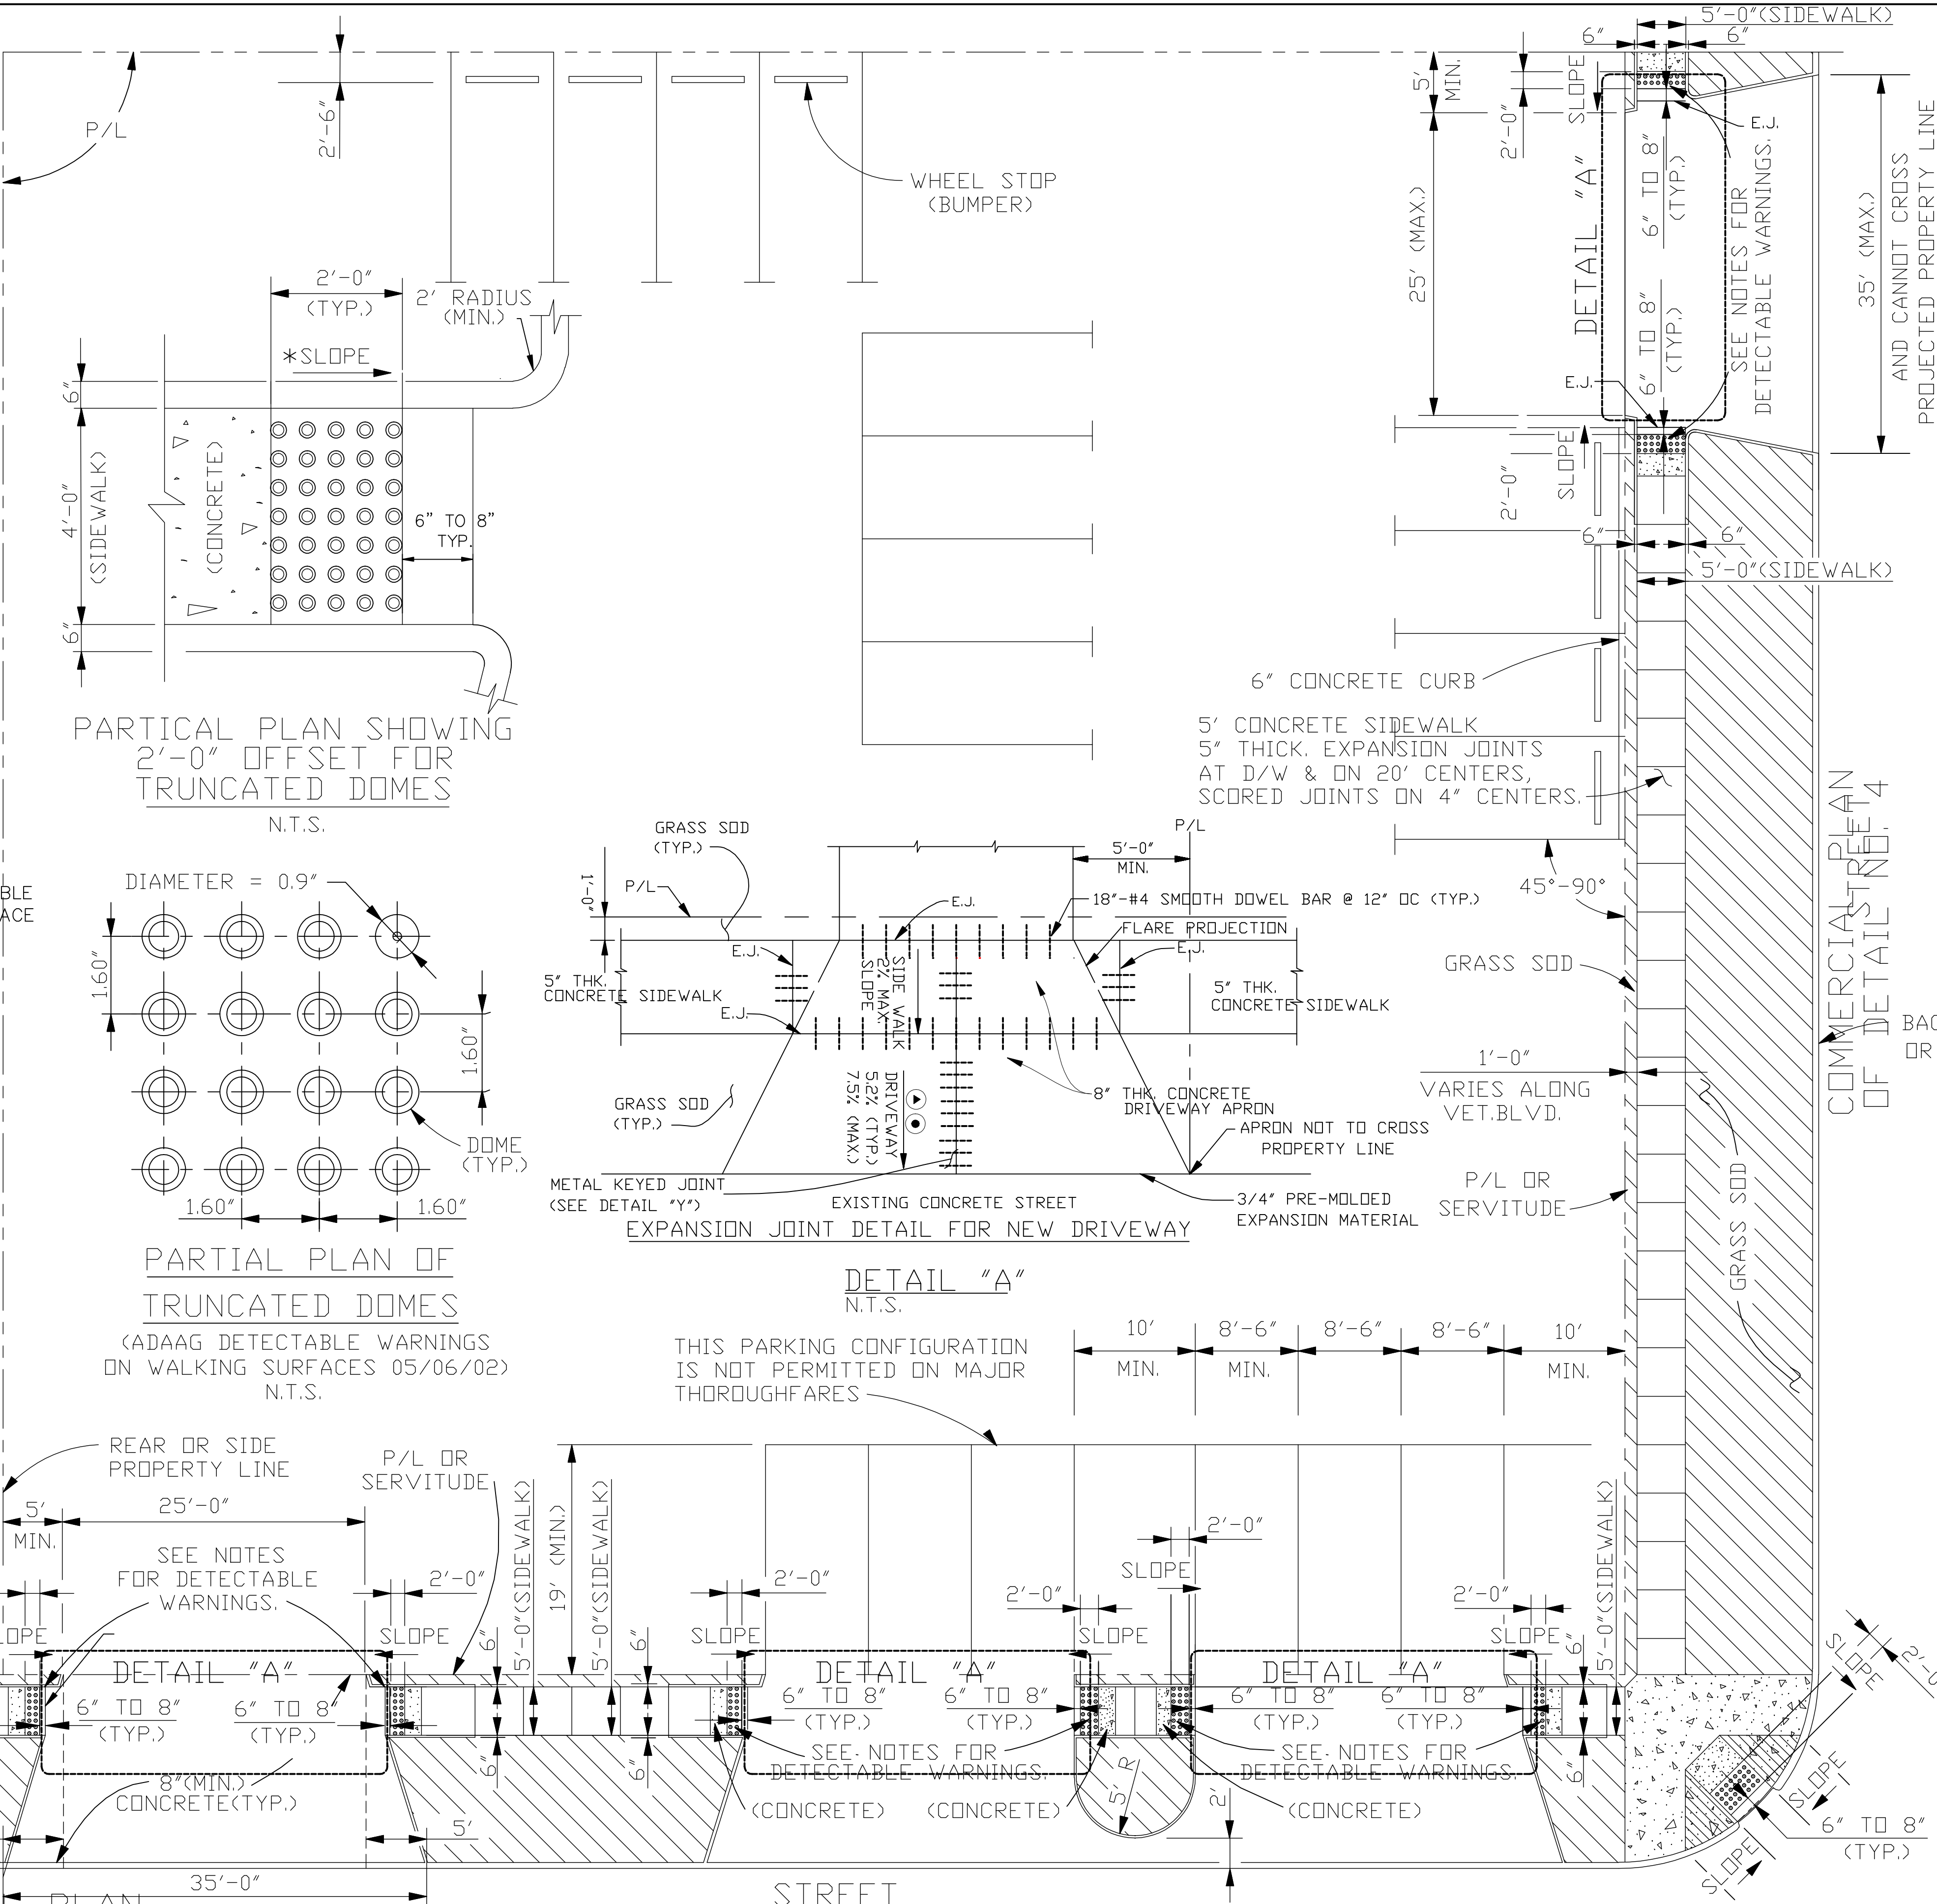 5'-0"(SIDEWALK)
6"
6"
5'
MIN.
SLOPE
2'-0"
2'-6"
P/L
WHEEL STOP
(BUMPER)
E.J.
6" TO 8"
(TYP.)
DETAIL "A"
SEE NOTES FOR
DETECTABLE WARNINGS.
25' (MAX.)
35' (MAX.)
AND CANNOT CROSS
PROJECTED PROPERTY LINE
6" TO 8"
(TYP.)
E.J.
SLOPE
2'-0"
6"
6"
5'-0"(SIDEWALK)
2'-0"
(TYP.)
2' RADIUS
(MIN.)
*SLOPE
6"
4'-0"
(SIDEWALK)
(CONCRETE)
6" TO 8"
TYP.
6"
PARTICAL PLAN SHOWING
2'-0" OFFSET FOR
TRUNCATED DOMES
N.T.S.
6" CONCRETE CURB
5' CONCRETE SIDEWALK
5" THICK. EXPANSION JOINTS
AT D/W & ON 20' CENTERS,
SCORED JOINTS ON 4" CENTERS.
COMMERCIAL PLAN
STREET
OF DETAIL NO. 4
45°-90°
GRASS SOD
BAC
OR
1'-0"
VARIES ALONG
VET.BLVD.
P/L OR
SERVITUDE
GRASS SOD
BLE
ACE
DIAMETER = 0.9"
1.60"
1.60"
DOME
(TYP.)
1.60"
1.60"
PARTIAL PLAN OF
TRUNCATED DOMES
(ADAAG DETECTABLE WARNINGS
ON WALKING SURFACES 05/06/02)
N.T.S.
GRASS SOD
(TYP.)
P/L
1'-0"
P/L
5'-0"
MIN.
E.J.
18"-#4 SMOOTH DOWEL BAR @ 12" OC (TYP.)
FLARE PROJECTION
E.J.
E.J.
5" THK.
CONCRETE SIDEWALK
SIDE WALK
2% MAX.
SLOPE
5" THK.
CONCRETE SIDEWALK
E.J.
GRASS SOD
(TYP.)
DRIVEWAY
5.2% (TYP.)
7.5% (MAX.)
8" THK. CONCRETE
DRIVEWAY APRON
APRON NOT TO CROSS
PROPERTY LINE
METAL KEYED JOINT
(SEE DETAIL "Y")
EXISTING CONCRETE STREET
3/4" PRE-MOLDED
EXPANSION MATERIAL
EXPANSION JOINT DETAIL FOR NEW DRIVEWAY
DETAIL "A"
N.T.S.
THIS PARKING CONFIGURATION
IS NOT PERMITTED ON MAJOR
THOROUGHFARES
10'
MIN.
8'-6"
MIN.
8'-6"
8'-6"
10'
MIN.
REAR OR SIDE
PROPERTY LINE
P/L OR
SERVITUDE
5'
MIN.
25'-0"
SEE NOTES
FOR DETECTABLE
WARNINGS.
2'-0"
5'-0"(SIDEWALK)
19' (MIN.)
5'-0"(SIDEWALK)
2'-0"
2'-0"
SLOPE
2'-0"
2'-0"
5'-0"(SIDEWALK)
LOPE
SLOPE
6"
6"
SLOPE
SLOPE
SLOPE
6"
DETAIL "A"
DETAIL "A"
DETAIL "A"
6" TO 8"
(TYP.)
6" TO 8"
(TYP.)
6" TO 8"
(TYP.)
6" TO 8"
(TYP.)
6" TO 8"
(TYP.)
6" TO 8"
(TYP.)
SEE NOTES FOR
DETECTABLE WARNINGS.
SEE NOTES FOR
DETECTABLE WARNINGS.
8"(MIN.)
CONCRETE(TYP.)
6"
6"
6"
(CONCRETE)
(CONCRETE)
5' R
2'
(CONCRETE)
5'
35'-0"
PLAN
STREET
SLOPE
2'-0
SLOPE
SLOPE
6" TO 8"
(TYP.)